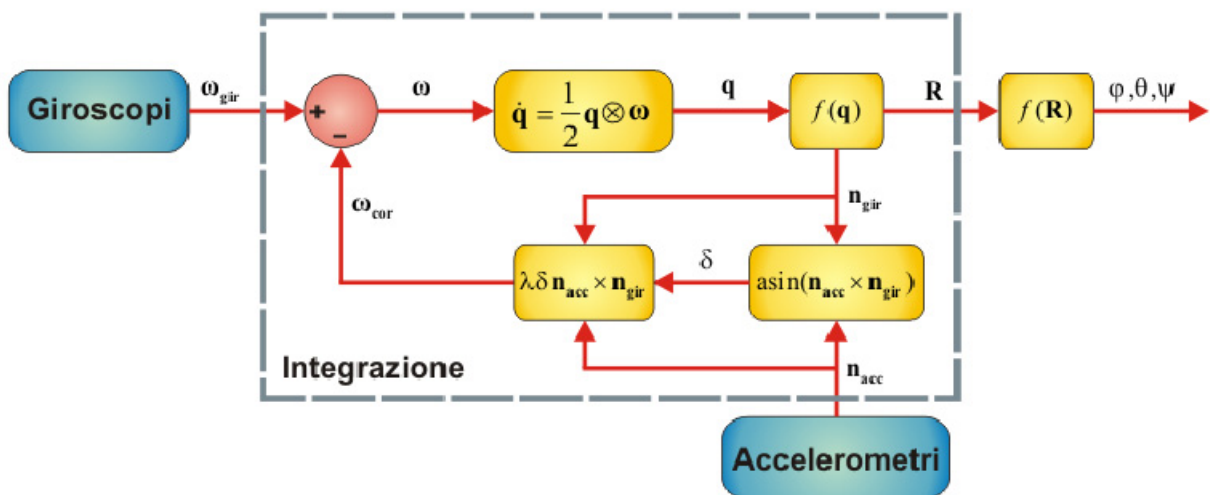 Giroscopi
ω_gir
+
-
ω
q̇ = 1/2 q⊗ω
q
f(q)
R
f(R)
φ,θ,ψ
ω_cor
n_gir
λδ n_acc × n_gir
δ
asin(n_acc × n_gir)
Integrazione
n_acc
Accelerometri